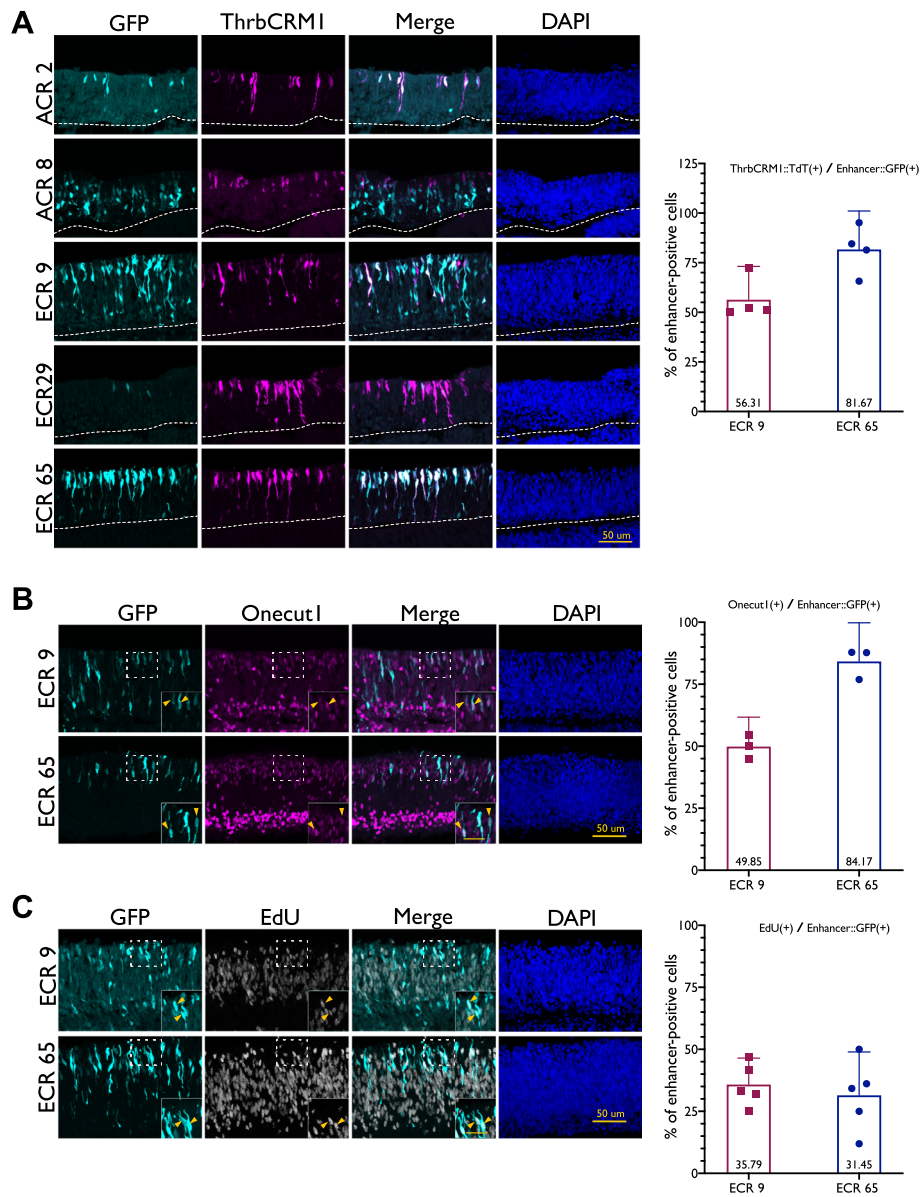 A
GFP ThrbCRM1 Merge DAPI
ACR 2
ACR 8
ECR 9
ECR29
ECR 65
50 um
ThrbCRM1::TdT(+) / Enhancer::GFP(+)
% of enhancer-positive cells
125
100
75
50
25
0
56.31 81.67
ECR 9 ECR 65
B
GFP Onecut1 Merge DAPI
ECR 9
ECR 65
50 um
Onecut1(+) / Enhancer::GFP(+)
% of enhancer-positive cells
100
75
50
25
0
49.85 84.17
ECR 9 ECR 65
C
GFP EdU Merge DAPI
ECR 9
ECR 65
50 um
EdU(+) / Enhancer::GFP(+)
% of enhancer-positive cells
100
75
50
25
0
35.79 31.45
ECR 9 ECR 65